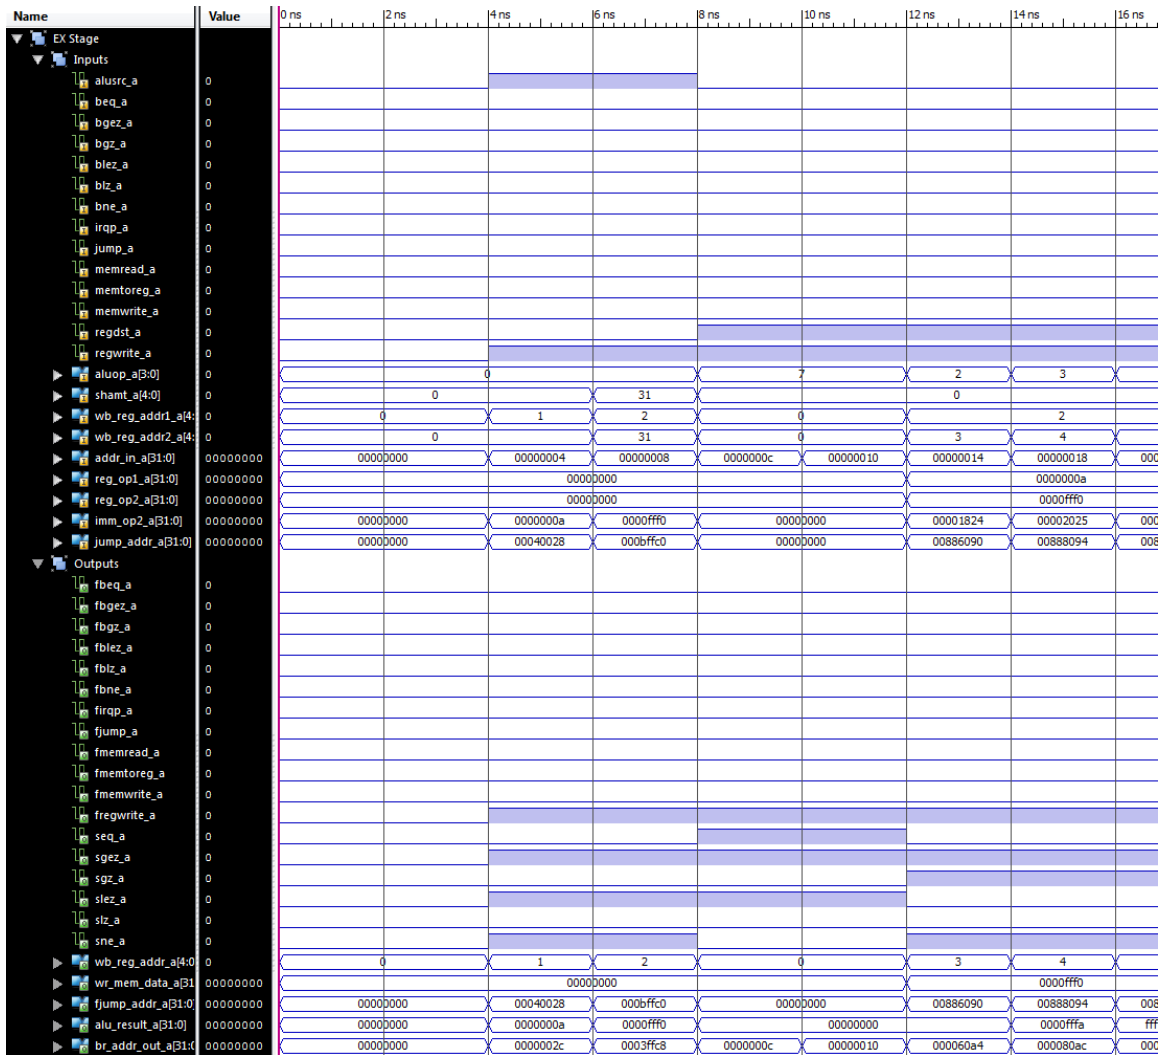 Name Value 0 ns 2 ns 4 ns 6 ns 8 ns 10 ns 12 ns 14 ns 16 ns
EX Stage
Inputs
alusrc_a 0
beq_a 0
bgez_a 0
bgz_a 0
blez_a 0
blz_a 0
bne_a 0
irqp_a 0
jump_a 0
memread_a 0
memtoreg_a 0
memwrite_a 0
regdst_a 0
regwrite_a 0
aluop_a[3:0] 0 0 7 2 3
shamt_a[4:0] 0 0 31 0
wb_reg_addr1_a[4: 0 0 1 2 0 2
wb_reg_addr2_a[4: 0 0 31 0 3 4
addr_in_a[31:0] 00000000 00000000 00000004 00000008 0000000c 00000010 00000014 00000018 000
reg_op1_a[31:0] 00000000 00000000 0000000a
reg_op2_a[31:0] 00000000 00000000 0000fff0
imm_op2_a[31:0] 00000000 00000000 0000000a 0000fff0 00000000 00001824 00002025 000
jump_addr_a[31:0] 00000000 00000000 00040028 000bffc0 00000000 00886090 00888094 008
Outputs
fbeq_a 0
fbgez_a 0
fbgz_a 0
fblez_a 0
fblz_a 0
fbne_a 0
firqp_a 0
fjump_a 0
fmemread_a 0
fmemtoreg_a 0
fmemwrite_a 0
fregwrite_a 0
seq_a 0
sgez_a 0
sgz_a 0
slez_a 0
slz_a 0
sne_a 0
wb_reg_addr_a[4:0 0 0 1 2 0 3 4
wr_mem_data_a[31 00000000 00000000 0000fff0
fjump_addr_a[31:0] 00000000 00000000 00040028 000bffc0 00000000 00886090 00888094 008
alu_result_a[31:0] 00000000 00000000 0000000a 0000fff0 00000000 0000fffa fff
br_addr_out_a[31:0 00000000 00000000 0000002c 0003ffc8 0000000c 00000010 000060a4 000080ac 000